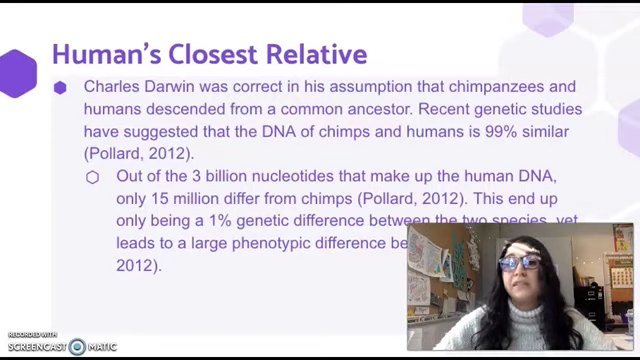 Human's Closest Relative
Charles Darwin was correct in his assumption that chimpanzees and
humans descended from a common ancestor. Recent genetic studies
have suggested that the DNA of chimps and humans is 99% similar
(Pollard, 2012).
Out of the 3 billion nucleotides that make up the human DNA,
only 15 million differ from chimps (Pollard, 2012). This end up
only being a 1% genetic difference between the two species, yet
leads to a large phenotypic difference be
2012).
RECORDED WITH
SCREENCAST MATIC